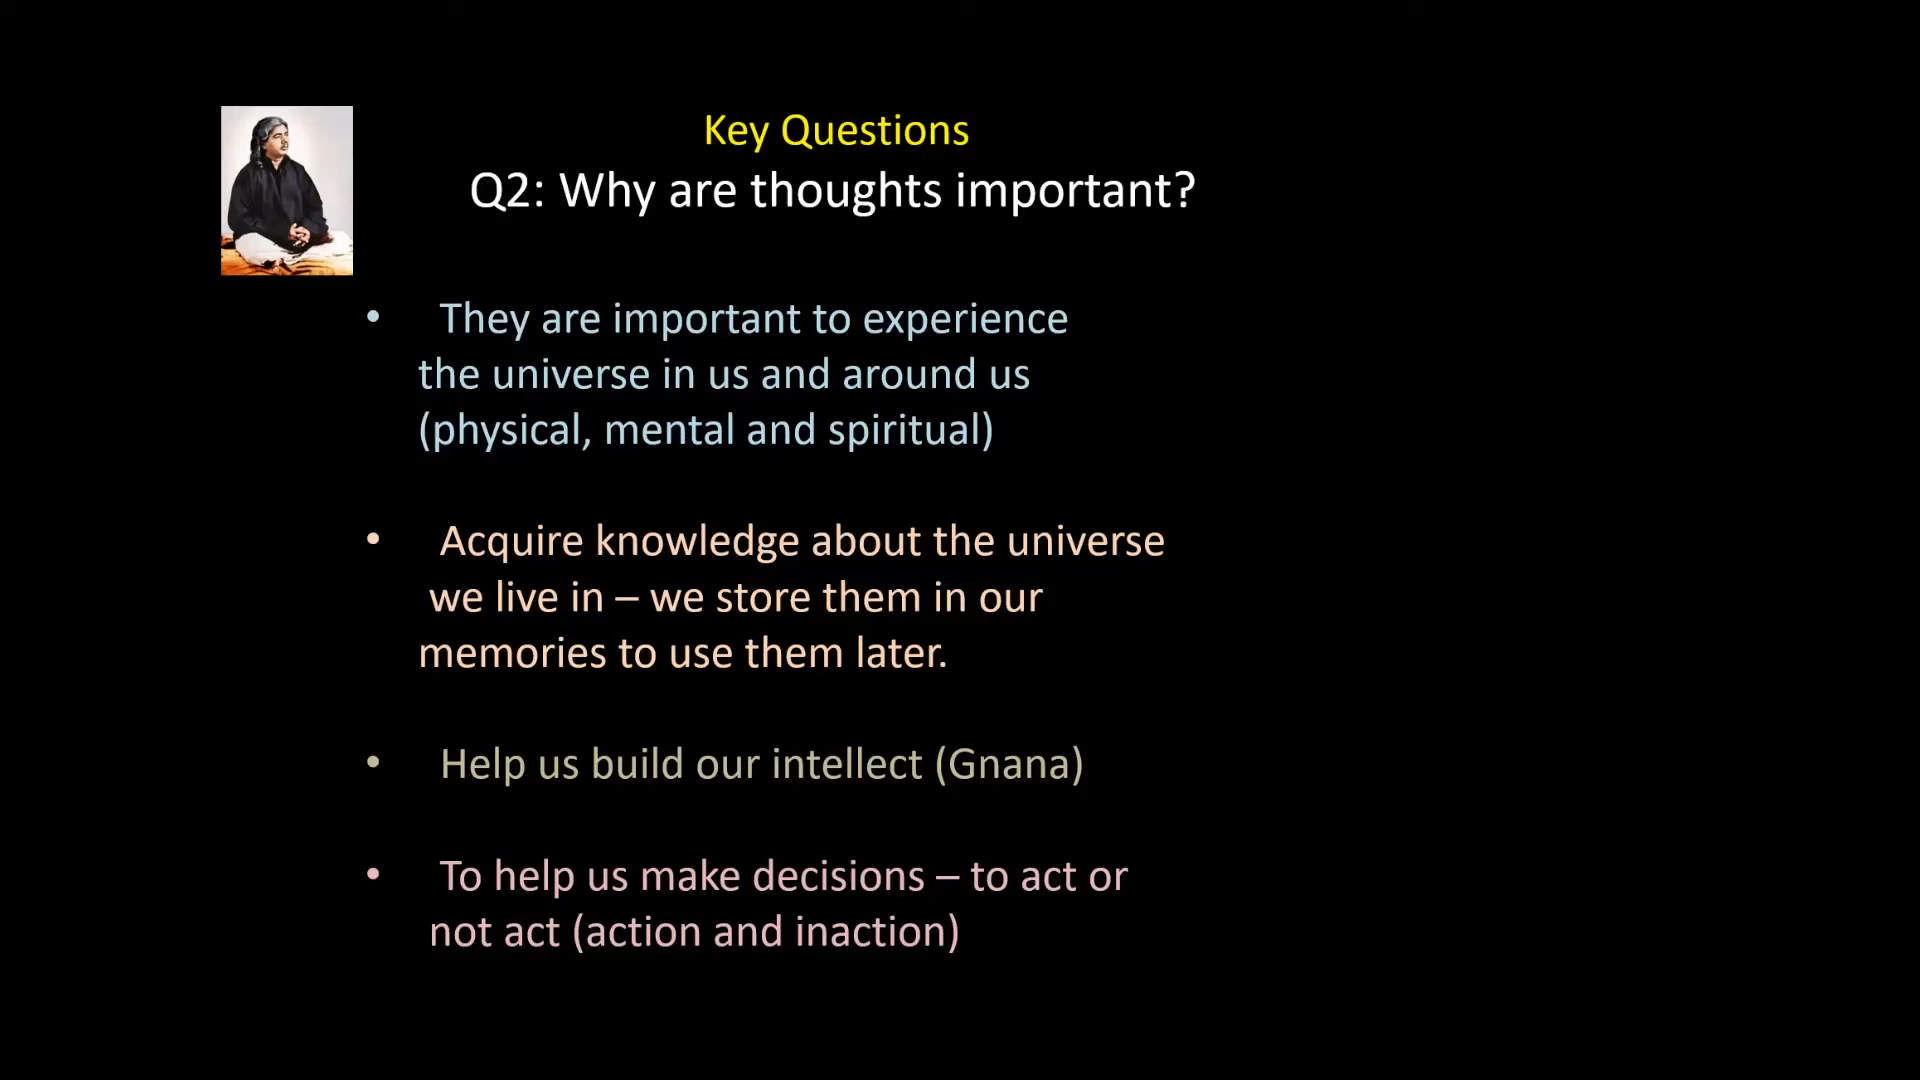 Key Questions
Q2: Why are thoughts important?
• They are important to experience
the universe in us and around us
(physical, mental and spiritual)
• Acquire knowledge about the universe
we live in – we store them in our
memories to use them later.
• Help us build our intellect (Gnana)
• To help us make decisions – to act or
not act (action and inaction)